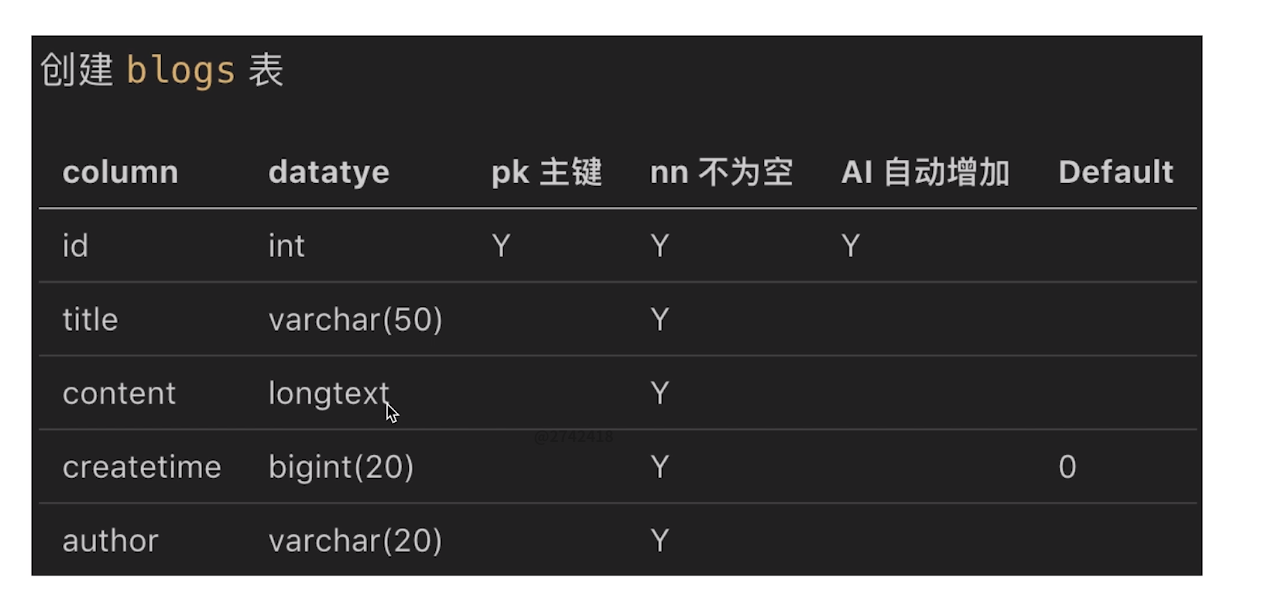 创建 blogs 表
column datatye pk 主键 nn 不为空 AI 自动增加 Default
id int Y Y Y
title varchar(50) Y
content longtext Y
@2742418
createtime bigint(20) Y 0
author varchar(20) Y